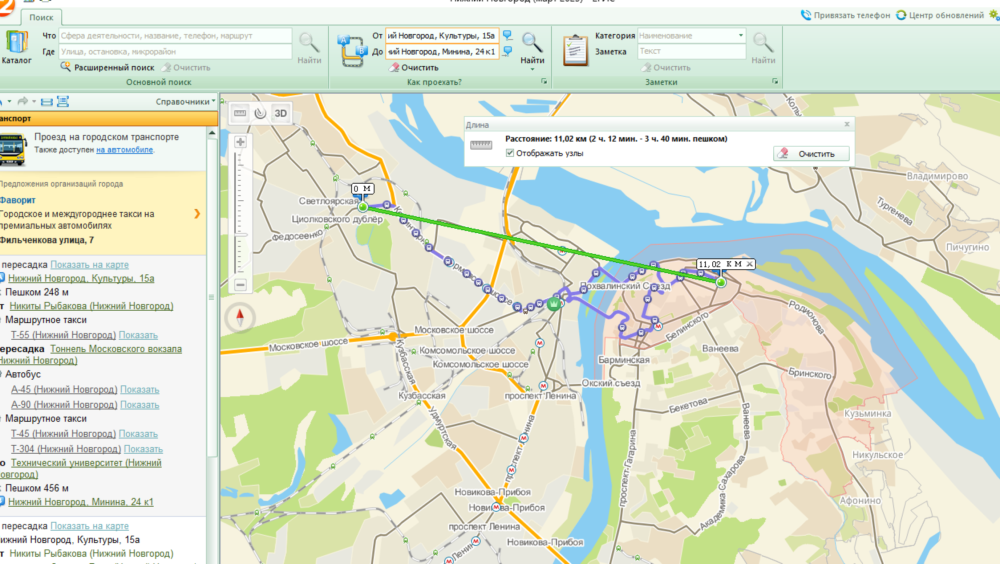 Нижний Новгород (март 2025) - 2ГИС
Поиск
Привязать телефон
Центр обновлений
Каталог
Что
Сфера деятельности, название, телефон, маршрут
Где
Улица, остановка, микрорайон
Расширенный поиск
Очистить
Найти
Основной поиск
A
B
От
ий Новгород, Культуры, 15а
До
ний Новгород, Минина, 24 к1
Очистить
Найти
Как проехать?
Категория
Наименование
Заметка
Текст
Очистить
Найти
Заметки
Справочники
анспорт
Проезд на городском транспорте
Также доступен на автомобиле.
Предложения организаций города
Фаворит
Городское и междугороднее такси на
премиальных автомобилях
Фильченкова улица, 7
пересадка Показать на карте
Нижний Новгород, Культуры, 15а
Пешком 248 м
т Никиты Рыбакова (Нижний Новгород)
Маршрутное такси
Т-55 (Нижний Новгород) Показать
ересадка Тоннель Московского вокзала
Нижний Новгород)
Автобус
А-45 (Нижний Новгород) Показать
А-90 (Нижний Новгород) Показать
Маршрутное такси
Т-45 (Нижний Новгород) Показать
Т-304 (Нижний Новгород) Показать
о Технический университет (Нижний
овгород)
Пешком 456 м
Нижний Новгород, Минина, 24 к1
пересадка Показать на карте
ижний Новгород, Культуры, 15а
т Никиты Рыбакова (Нижний Новгород)
3D
Длина
Расстояние: 11,02 км (2 ч. 12 мин. - 3 ч. 40 мин. пешком)
Отображать узлы
Очистить
Владимирово
Тургенева
Пичугино
0 М
Светлоярская
Циолковского дублёр
Федосеенко
11,02 КМ
Похвалинский Съезд
Родионова
Белинского
Московское шоссе
Московское шоссе
Комсомольское шоссе
Комсомольское шоссе
Кузбасская
Кузбасская
Удмуртская
Ванеева
Барминская
Бринского
Окский съезд
проспект Ленина
Бекетова
Ванеева
Кузьминка
Никульское
проспект Ленина
проспект Гагарина
Академика Сахарова
Афонино
Новикова-Прибоя
Новикова-Прибоя
проспект Ленина
Новикова-Прибоя